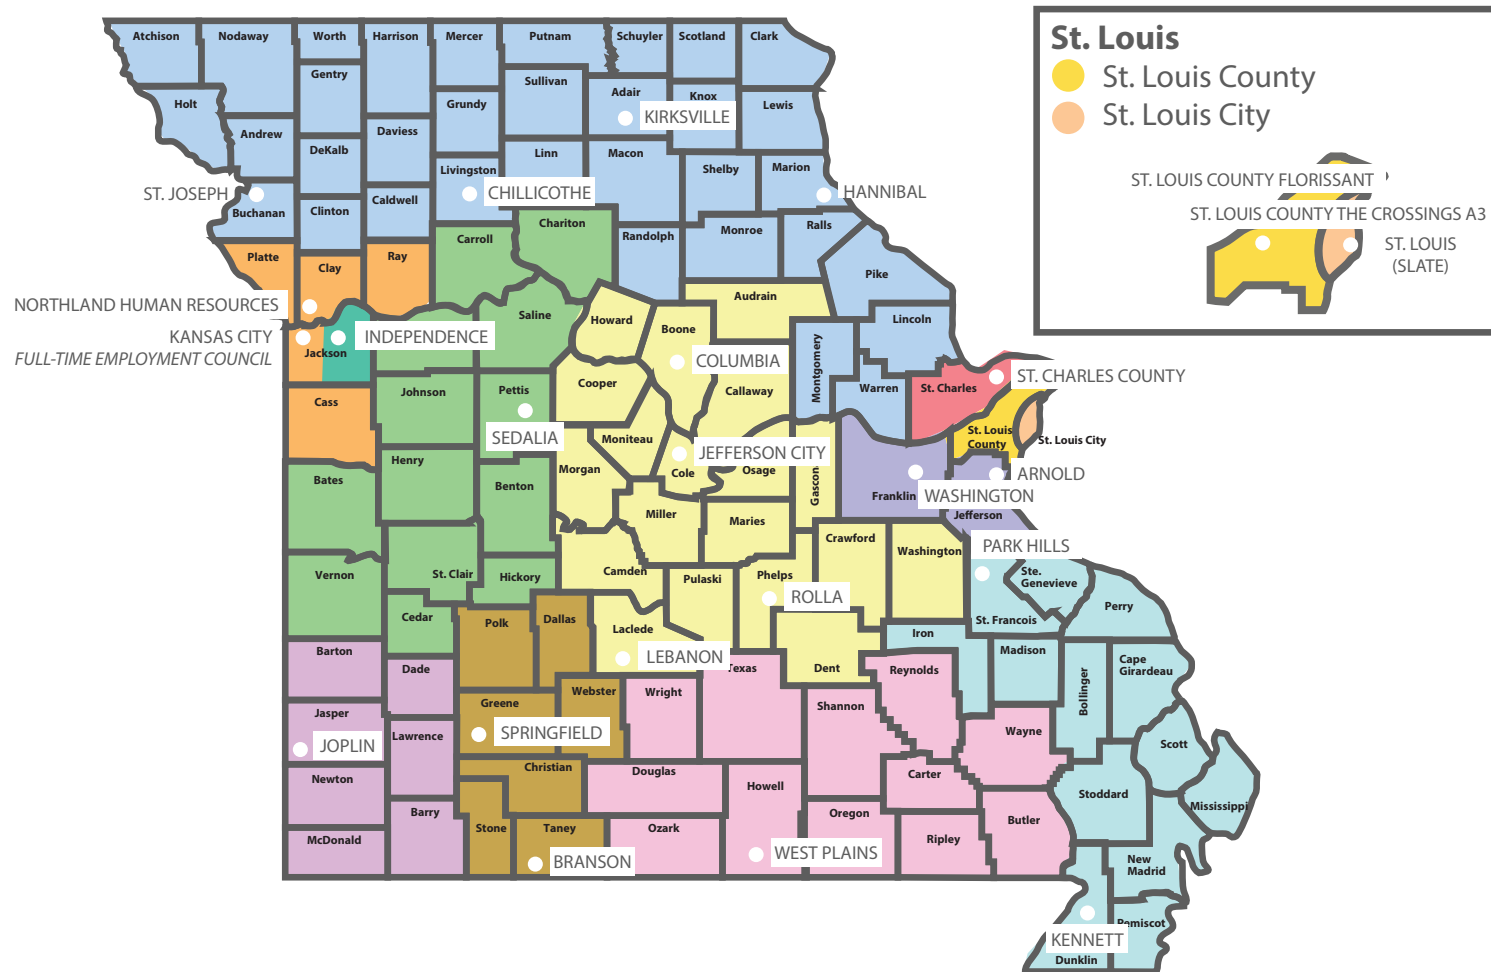 Atchison
Nodaway
Worth
Harrison
Mercer
Putnam
Schuyler
Scotland
Clark
St. Louis
St. Louis County
St. Louis City
Gentry
Sullivan
Adair
Knox
Holt
Grundy
Lewis
KIRKSVILLE
Andrew
Daviess
DeKalb
Linn
Macon
Livingston
Shelby
Marion
ST. JOSEPH
CHILLICOTHE
HANNIBAL
Buchanan
Clinton
Caldwell
Chariton
Carroll
Randolph
Monroe
Ralls
ST. LOUIS COUNTY FLORISSANT
ST. LOUIS COUNTY THE CROSSINGS A3
ST. LOUIS
(SLATE)
Platte
Clay
Ray
Pike
Audrain
NORTHLAND HUMAN RESOURCES
Saline
Howard
Boone
Lincoln
KANSAS CITY
FULL-TIME EMPLOYMENT COUNCIL
INDEPENDENCE
Jackson
COLUMBIA
Montgomery
Cooper
Callaway
Warren
St. Charles
ST. CHARLES COUNTY
Johnson
Pettis
Cass
SEDALIA
Moniteau
St. Louis
County
St. Louis City
JEFFERSON CITY
Henry
Morgan
Cole
Osage
ARNOLD
Bates
Benton
Franklin
WASHINGTON
Miller
Maries
Jefferson
Crawford
Washington
PARK HILLS
Vernon
St. Clair
Hickory
Camden
Pulaski
Phelps
ROLLA
Ste.
Genevieve
Perry
Cedar
Polk
Dallas
Laclede
St. Francois
Iron
LEBANON
Barton
Dade
Texas
Dent
Reynolds
Madison
Bollinger
Cape
Girardeau
Webster
Wright
Greene
Shannon
Jasper
JOPLIN
Lawrence
SPRINGFIELD
Wayne
Scott
Newton
Christian
Douglas
Howell
Carter
Stoddard
Mississippi
Barry
Stone
Taney
Ozark
Oregon
Butler
McDonald
BRANSON
WEST PLAINS
Ripley
New
Madrid
Pemiscot
KENNETT
Dunklin